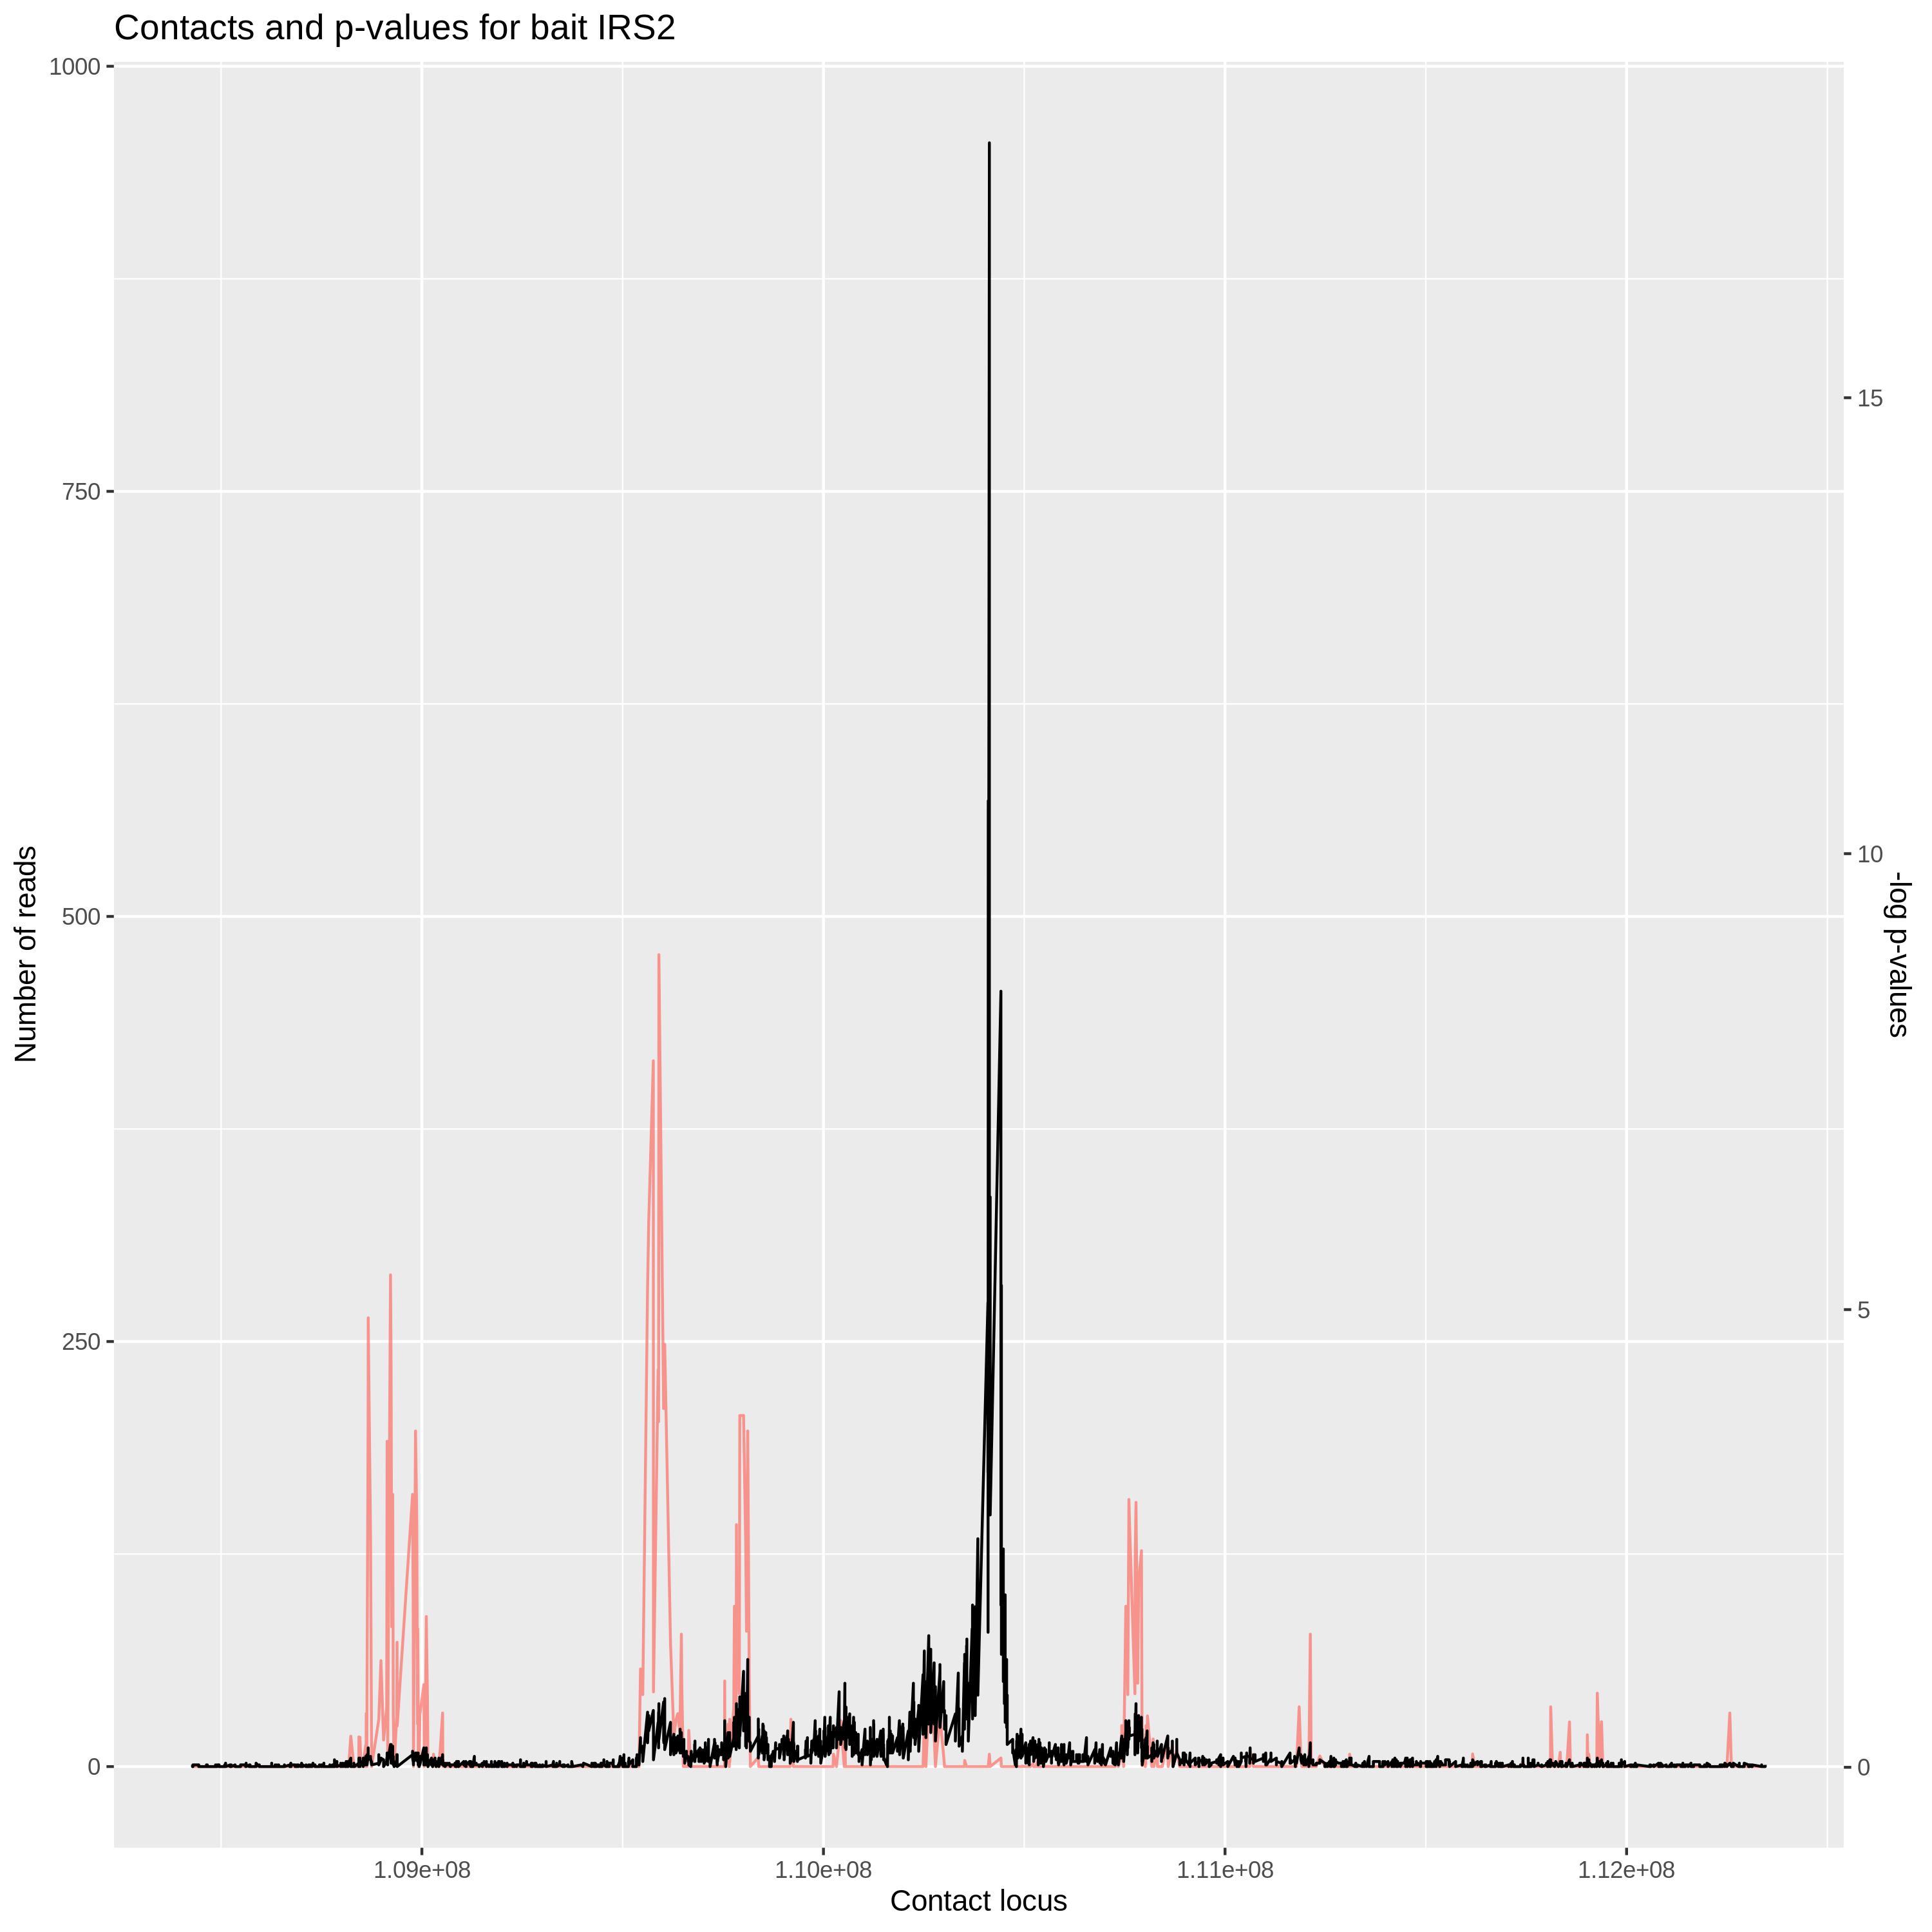 Contacts and p-values for bait IRS2
1000
750
500
250
0
Number of reads
15
10
5
0
-log p-values
1.09e+08
1.10e+08
1.11e+08
1.12e+08
Contact locus